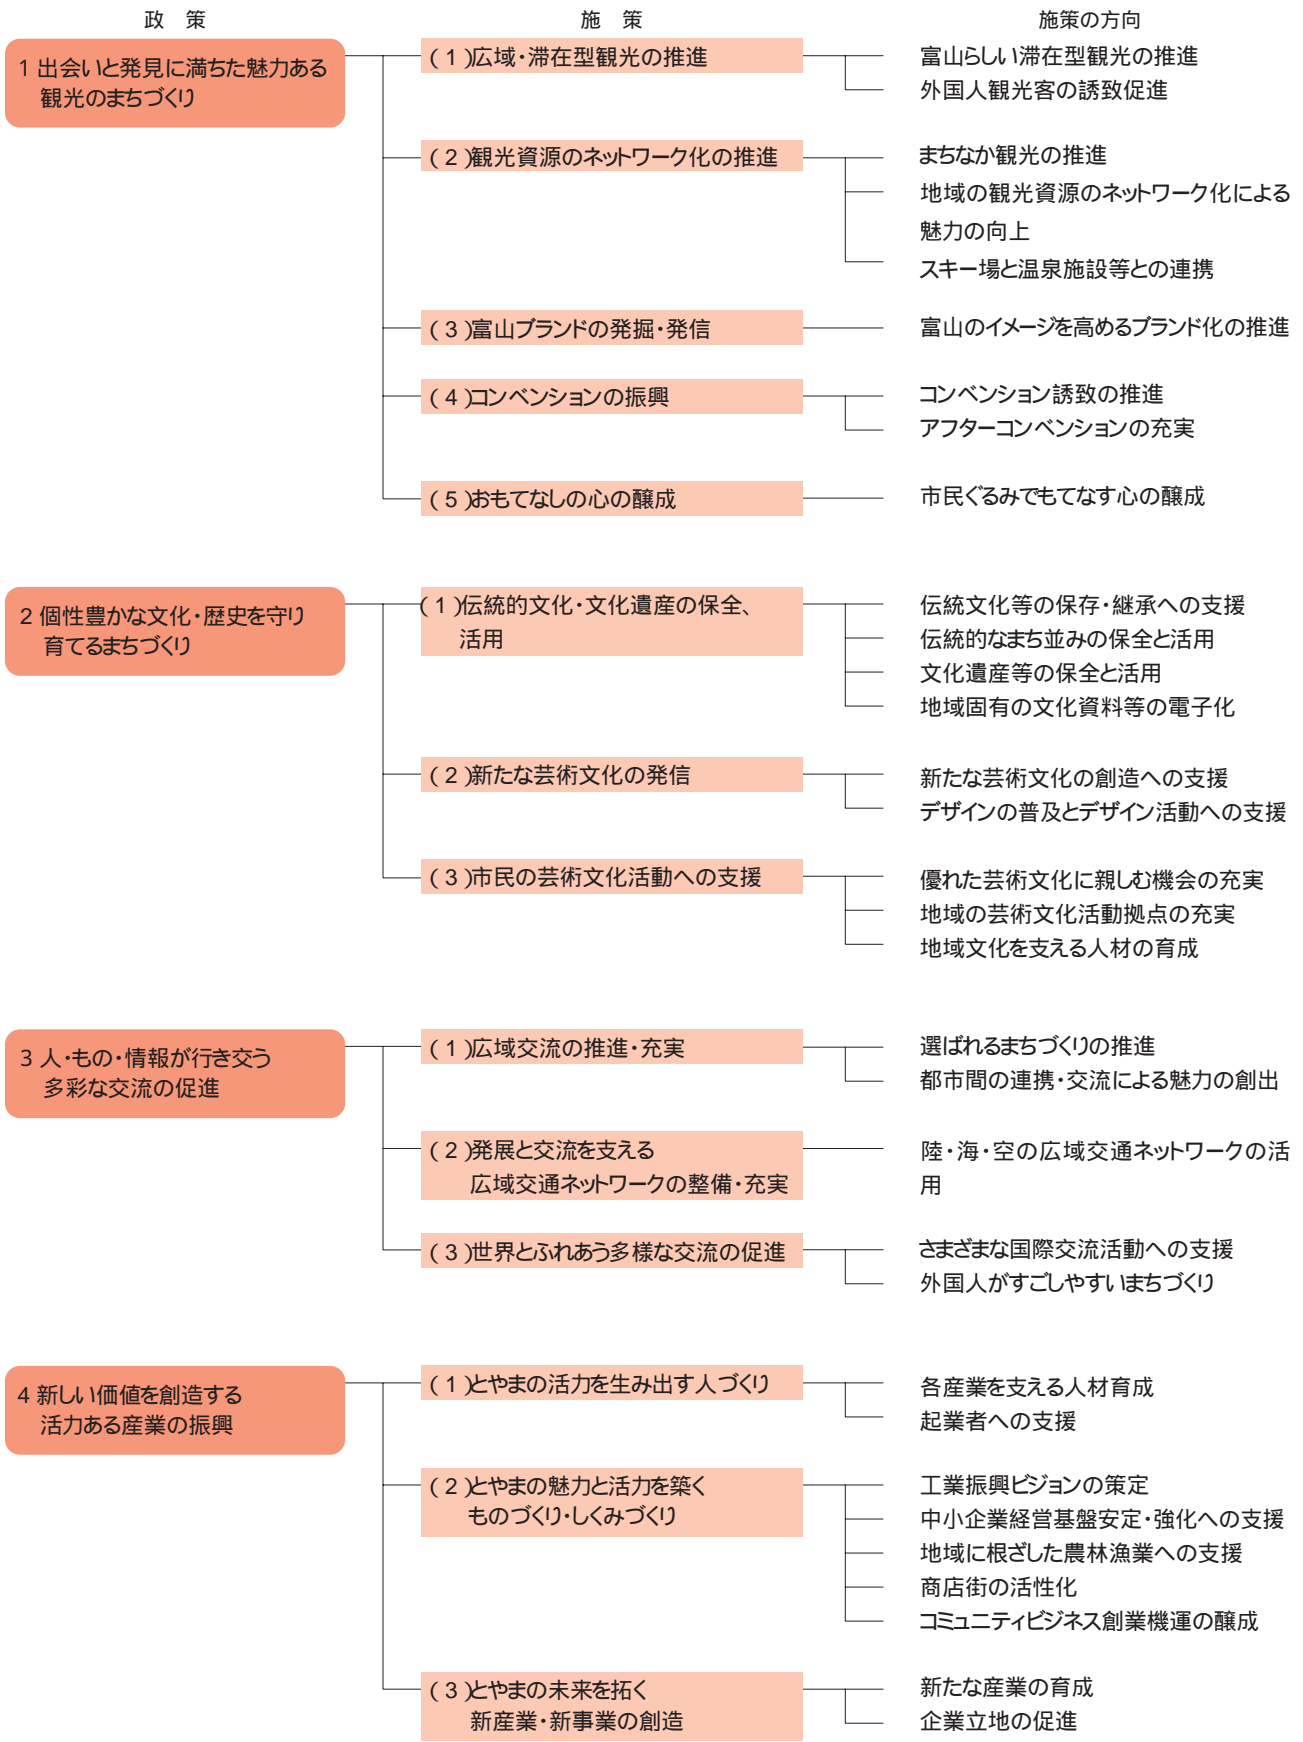 政　策
施　策
施策の方向
1 出会いと発見に満ちた魅力ある
観光のまちづくり
(1)広域・滞在型観光の推進
富山らしい滞在型観光の推進
外国人観光客の誘致促進
(2)観光資源のネットワーク化の推進
まちなか観光の推進
地域の観光資源のネットワーク化による
魅力の向上
スキー場と温泉施設等との連携
(3)富山ブランドの発掘・発信
富山のイメージを高めるブランド化の推進
(4)コンベンションの振興
コンベンション誘致の推進
アフターコンベンションの充実
(5)おもてなしの心の醸成
市民ぐるみでもてなす心の醸成
2 個性豊かな文化・歴史を守り
育てるまちづくり
(1)伝統的文化・文化遺産の保全、
活用
伝統文化等の保存・継承への支援
伝統的なまち並みの保全と活用
文化遺産等の保全と活用
地域固有の文化資料等の電子化
(2)新たな芸術文化の発信
新たな芸術文化の創造への支援
デザインの普及とデザイン活動への支援
(3)市民の芸術文化活動への支援
優れた芸術文化に親しむ機会の充実
地域の芸術文化活動拠点の充実
地域文化を支える人材の育成
3 人・もの・情報が行き交う
多彩な交流の促進
(1)広域交流の推進・充実
選ばれるまちづくりの推進
都市間の連携・交流による魅力の創出
(2)発展と交流を支える
広域交通ネットワークの整備・充実
陸・海・空の広域交通ネットワークの活
用
(3)世界とふれあう多様な交流の促進
さまざまな国際交流活動への支援
外国人がすごしやすいまちづくり
4 新しい価値を創造する
活力ある産業の振興
(1)とやまの活力を生み出す人づくり
各産業を支える人材育成
起業者への支援
(2)とやまの魅力と活力を築く
ものづくり・しくみづくり
工業振興ビジョンの策定
中小企業経営基盤安定・強化への支援
地域に根ざした農林漁業への支援
商店街の活性化
コミュニティビジネス創業機運の醸成
(3)とやまの未来を拓く
新産業・新事業の創造
新たな産業の育成
企業立地の促進